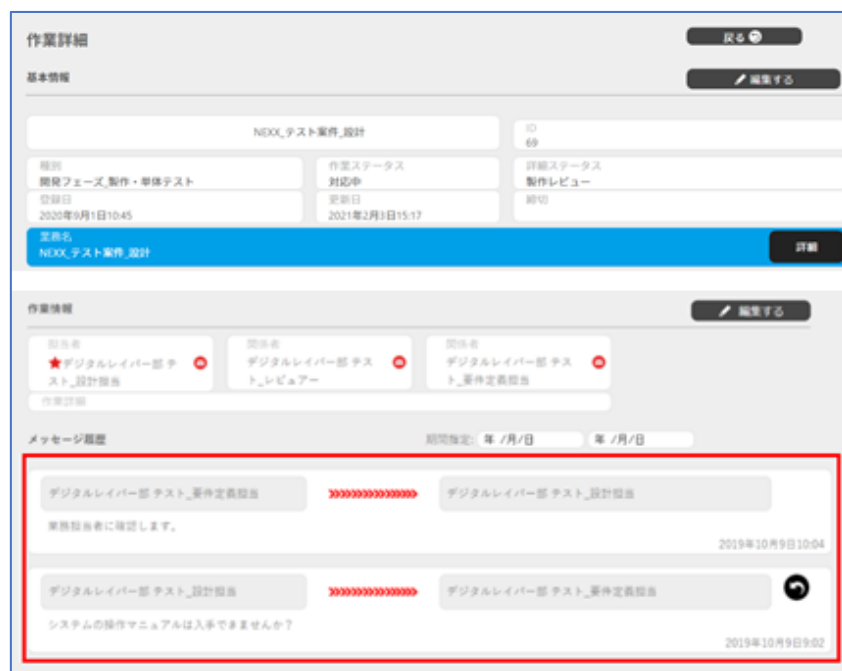 作業詳細
戻る
基本情報
編集する
NEXX_テスト案件_設計
ID
69
種別
開発フェーズ_製作・単体テスト
作業ステータス
対応中
詳細ステータス
製作レビュー
登録日
2020年9月1日10:45
更新日
2021年2月3日15:17
締切
業務名
NEXX_テスト案件_設計
詳細
作業情報
編集する
担当者
★デジタルレイバー部 テ
スト_設計担当
関係者
デジタルレイバー部 テス
ト_レビュアー
関係者
デジタルレイバー部 テス
ト_要件定義担当
作業詳細
メッセージ履歴
期間指定: 年 /月/日 年 /月/日
デジタルレイバー部 テスト_要件定義担当
デジタルレイバー部 テスト_設計担当
業務担当者に確認します。
2019年10月9日10:04
デジタルレイバー部 テスト_設計担当
デジタルレイバー部 テスト_要件定義担当
システムの操作マニュアルは入手できませんか？
2019年10月9日9:02